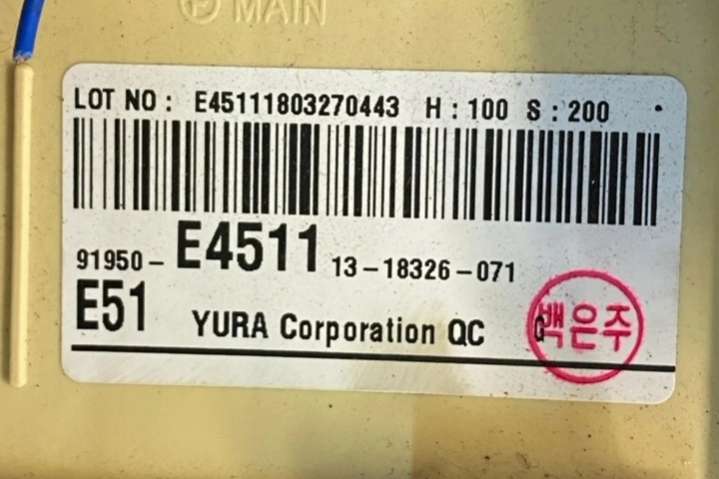 P MAIN
LOT NO : E45111803270443 H : 100 S : 200
91950- E4511 13-18326-071
E51 YURA Corporation QC
백은주